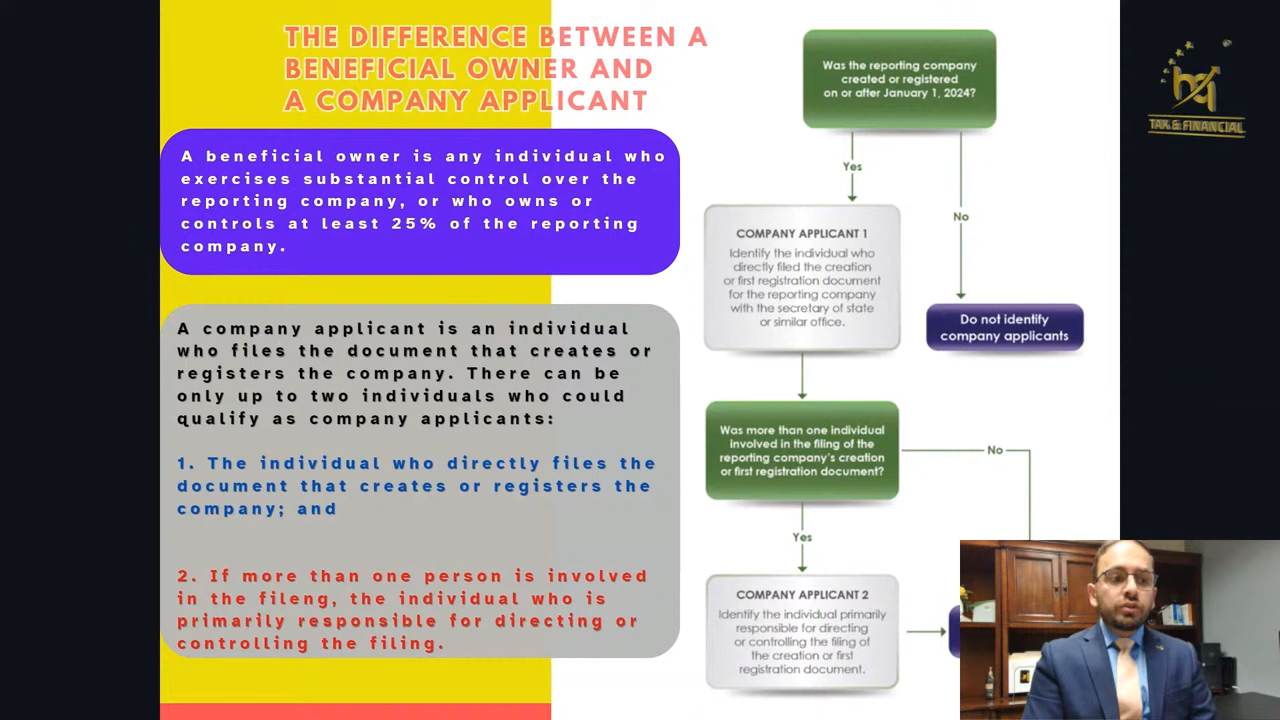 THE DIFFERENCE BETWEEN A
BENEFICIAL OWNER AND
A COMPANY APPLICANT
A beneficial owner is any individual who
exercises substantial control over the
reporting company, or who owns or
controls at least 25% of the reporting
company.
A company applicant is an individual
who files the document that creates or
registers the company. There can be
only up to two individuals who could
qualify as company applicants:
1. The individual who directly files the
document that creates or registers the
company; and
2. If more than one person is involved
in the fileng, the individual who is
primarily responsible for directing or
controlling the filing.
Was the reporting company
created or registered
on or after January 1, 2024?
Yes
No
COMPANY APPLICANT 1
Identify the individual who
directly filed the creation
or first registration document
for the reporting company
with the secretary of state
or similar office.
Do not identify
company applicants
Was more than one individual
involved in the filing of the
reporting company's creation
or first registration document?
No
Yes
COMPANY APPLICANT 2
Identify the individual primarily
responsible for directing
or controlling the filing of
the creation or first
registration document.
TAX & FINANCIAL